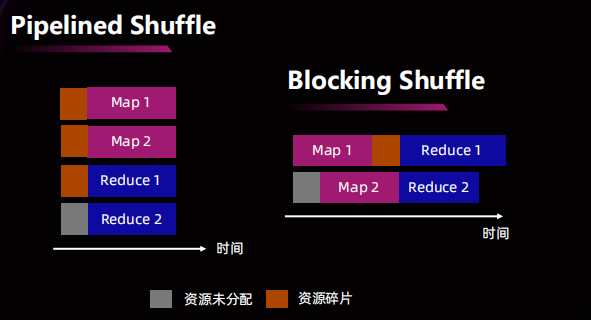 Pipelined Shuffle
Map 1
Map 2
Reduce 1
Reduce 2
时间
Blocking Shuffle
Map 1
Reduce 1
Map 2
Reduce 2
时间
资源未分配
资源碎片